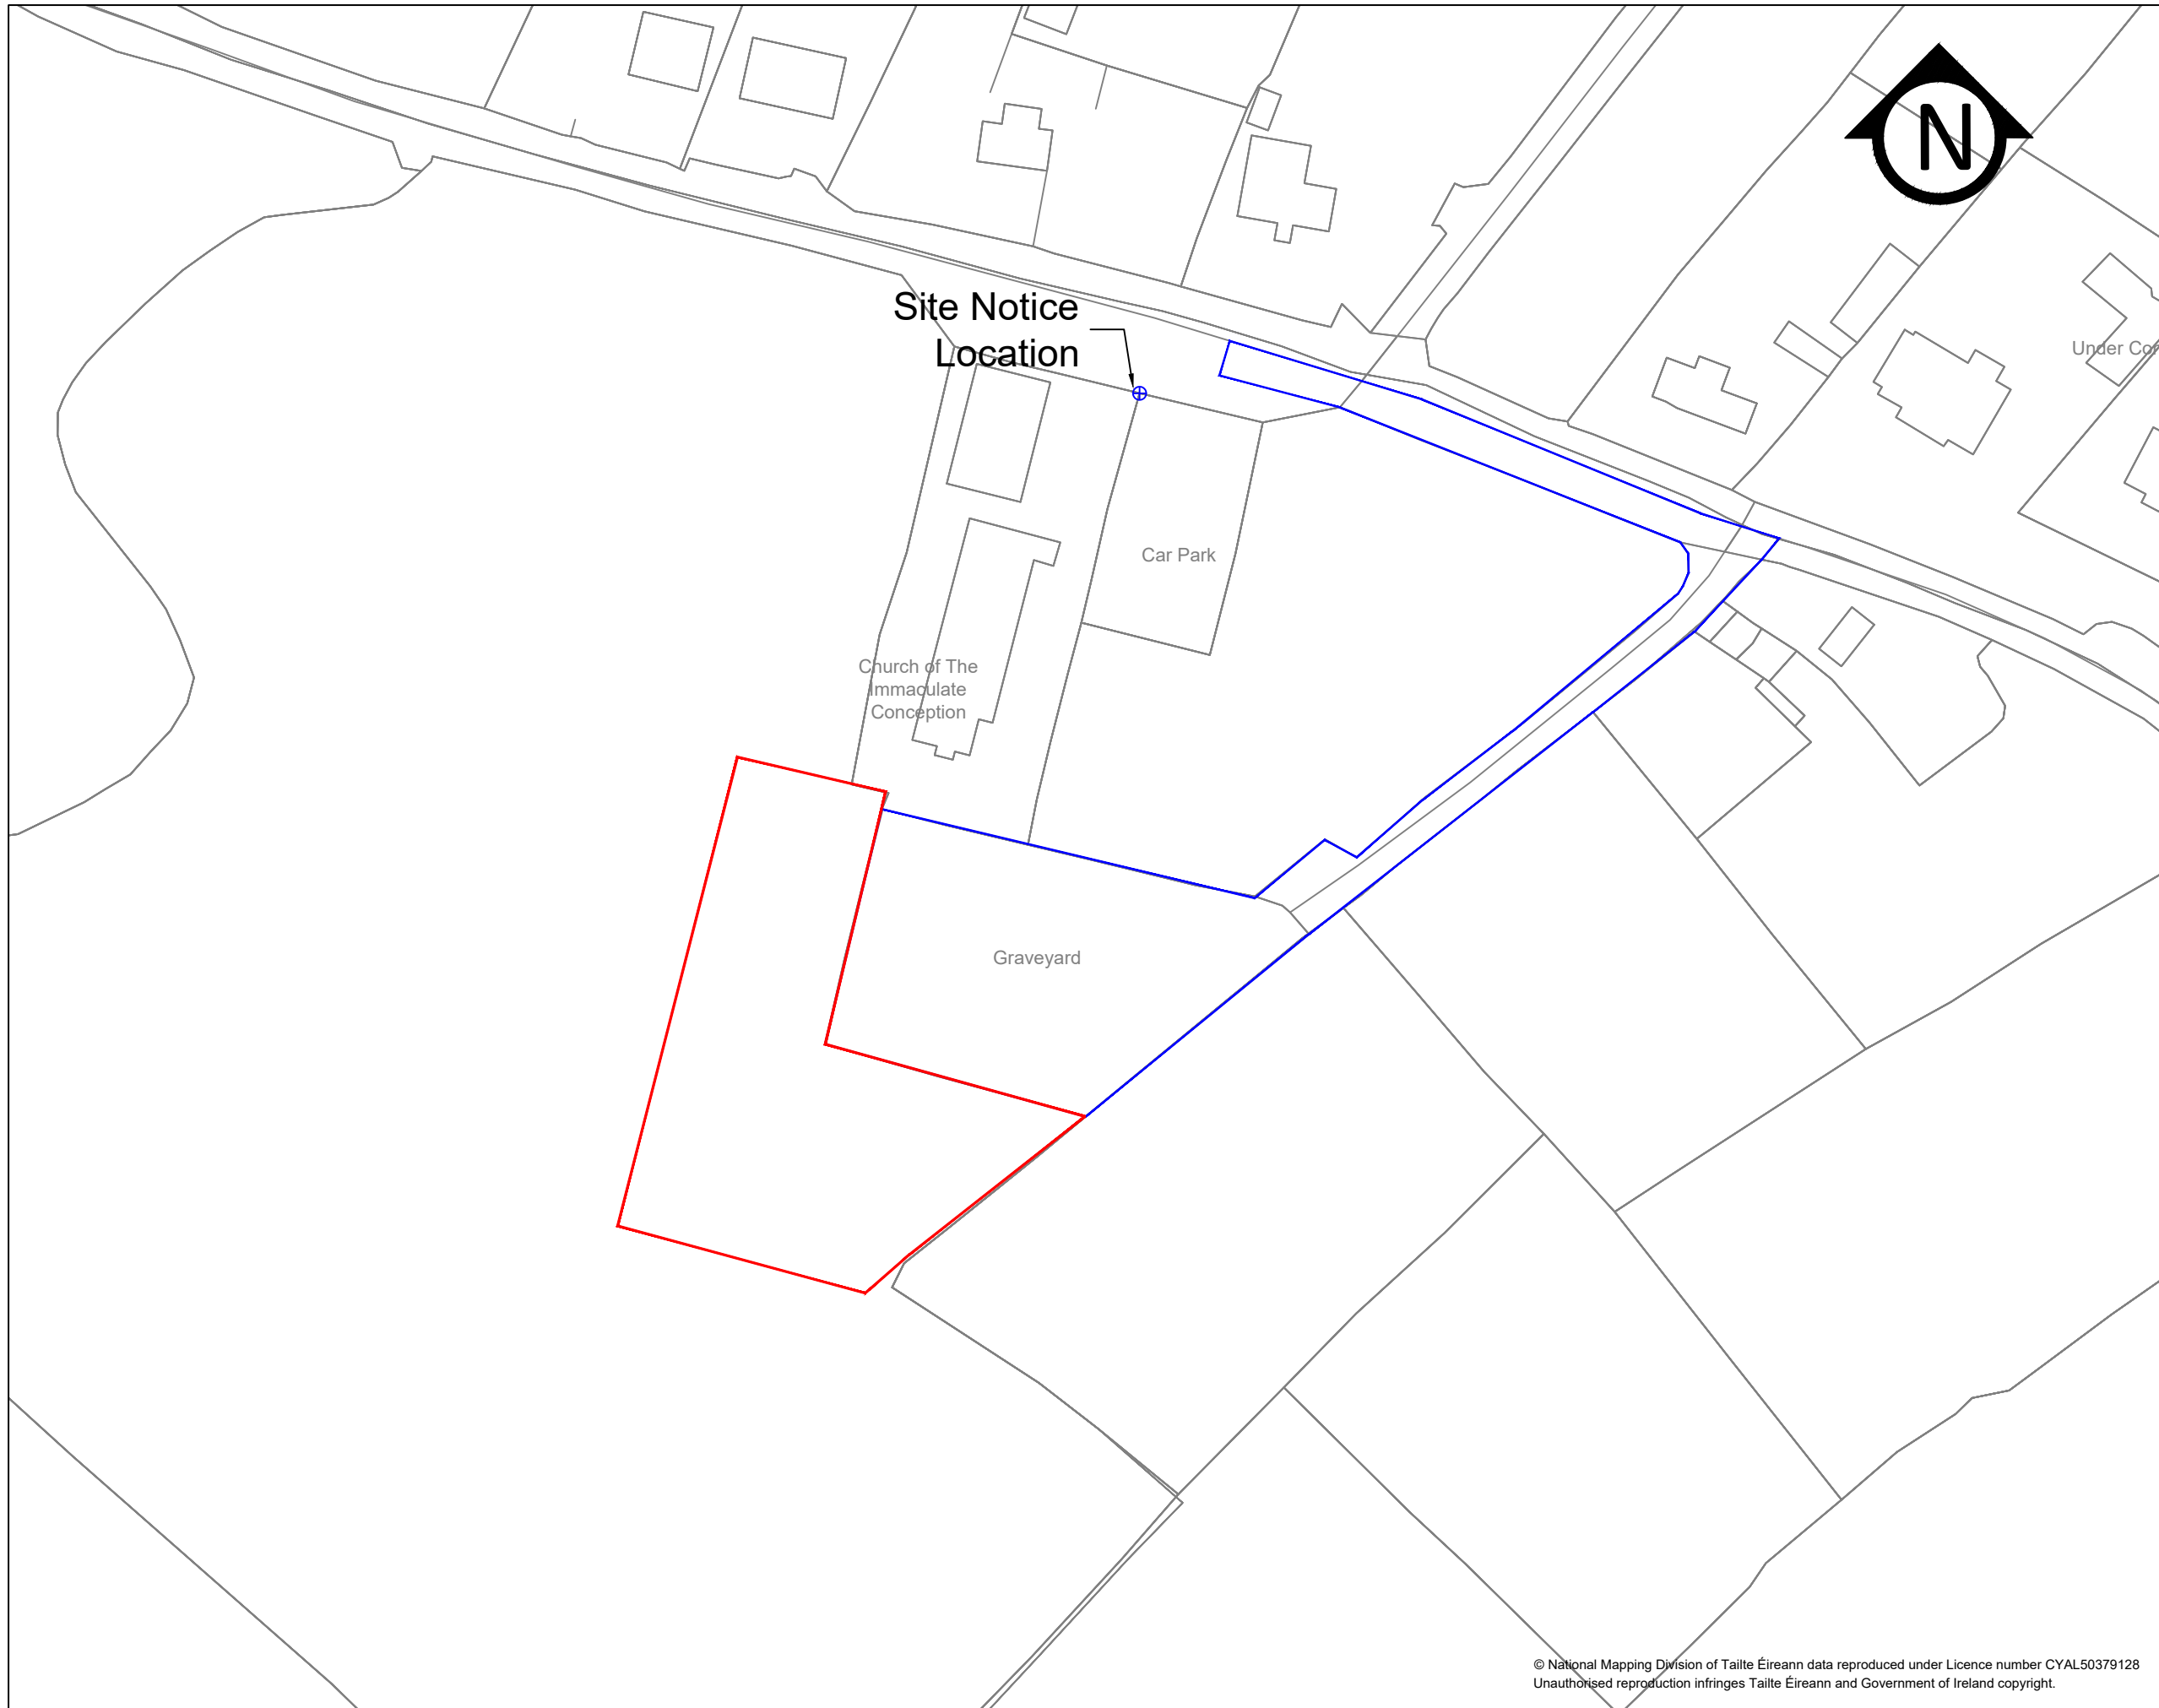 N
Site Notice
Location
Under Co
Car Park
Church of The
Immaculate
Conception
Graveyard
© National Mapping Division of Tailte Éireann data reproduced under Licence number CYAL50379128
Unauthorised reproduction infringes Tailte Éireann and Government of Ireland copyright.